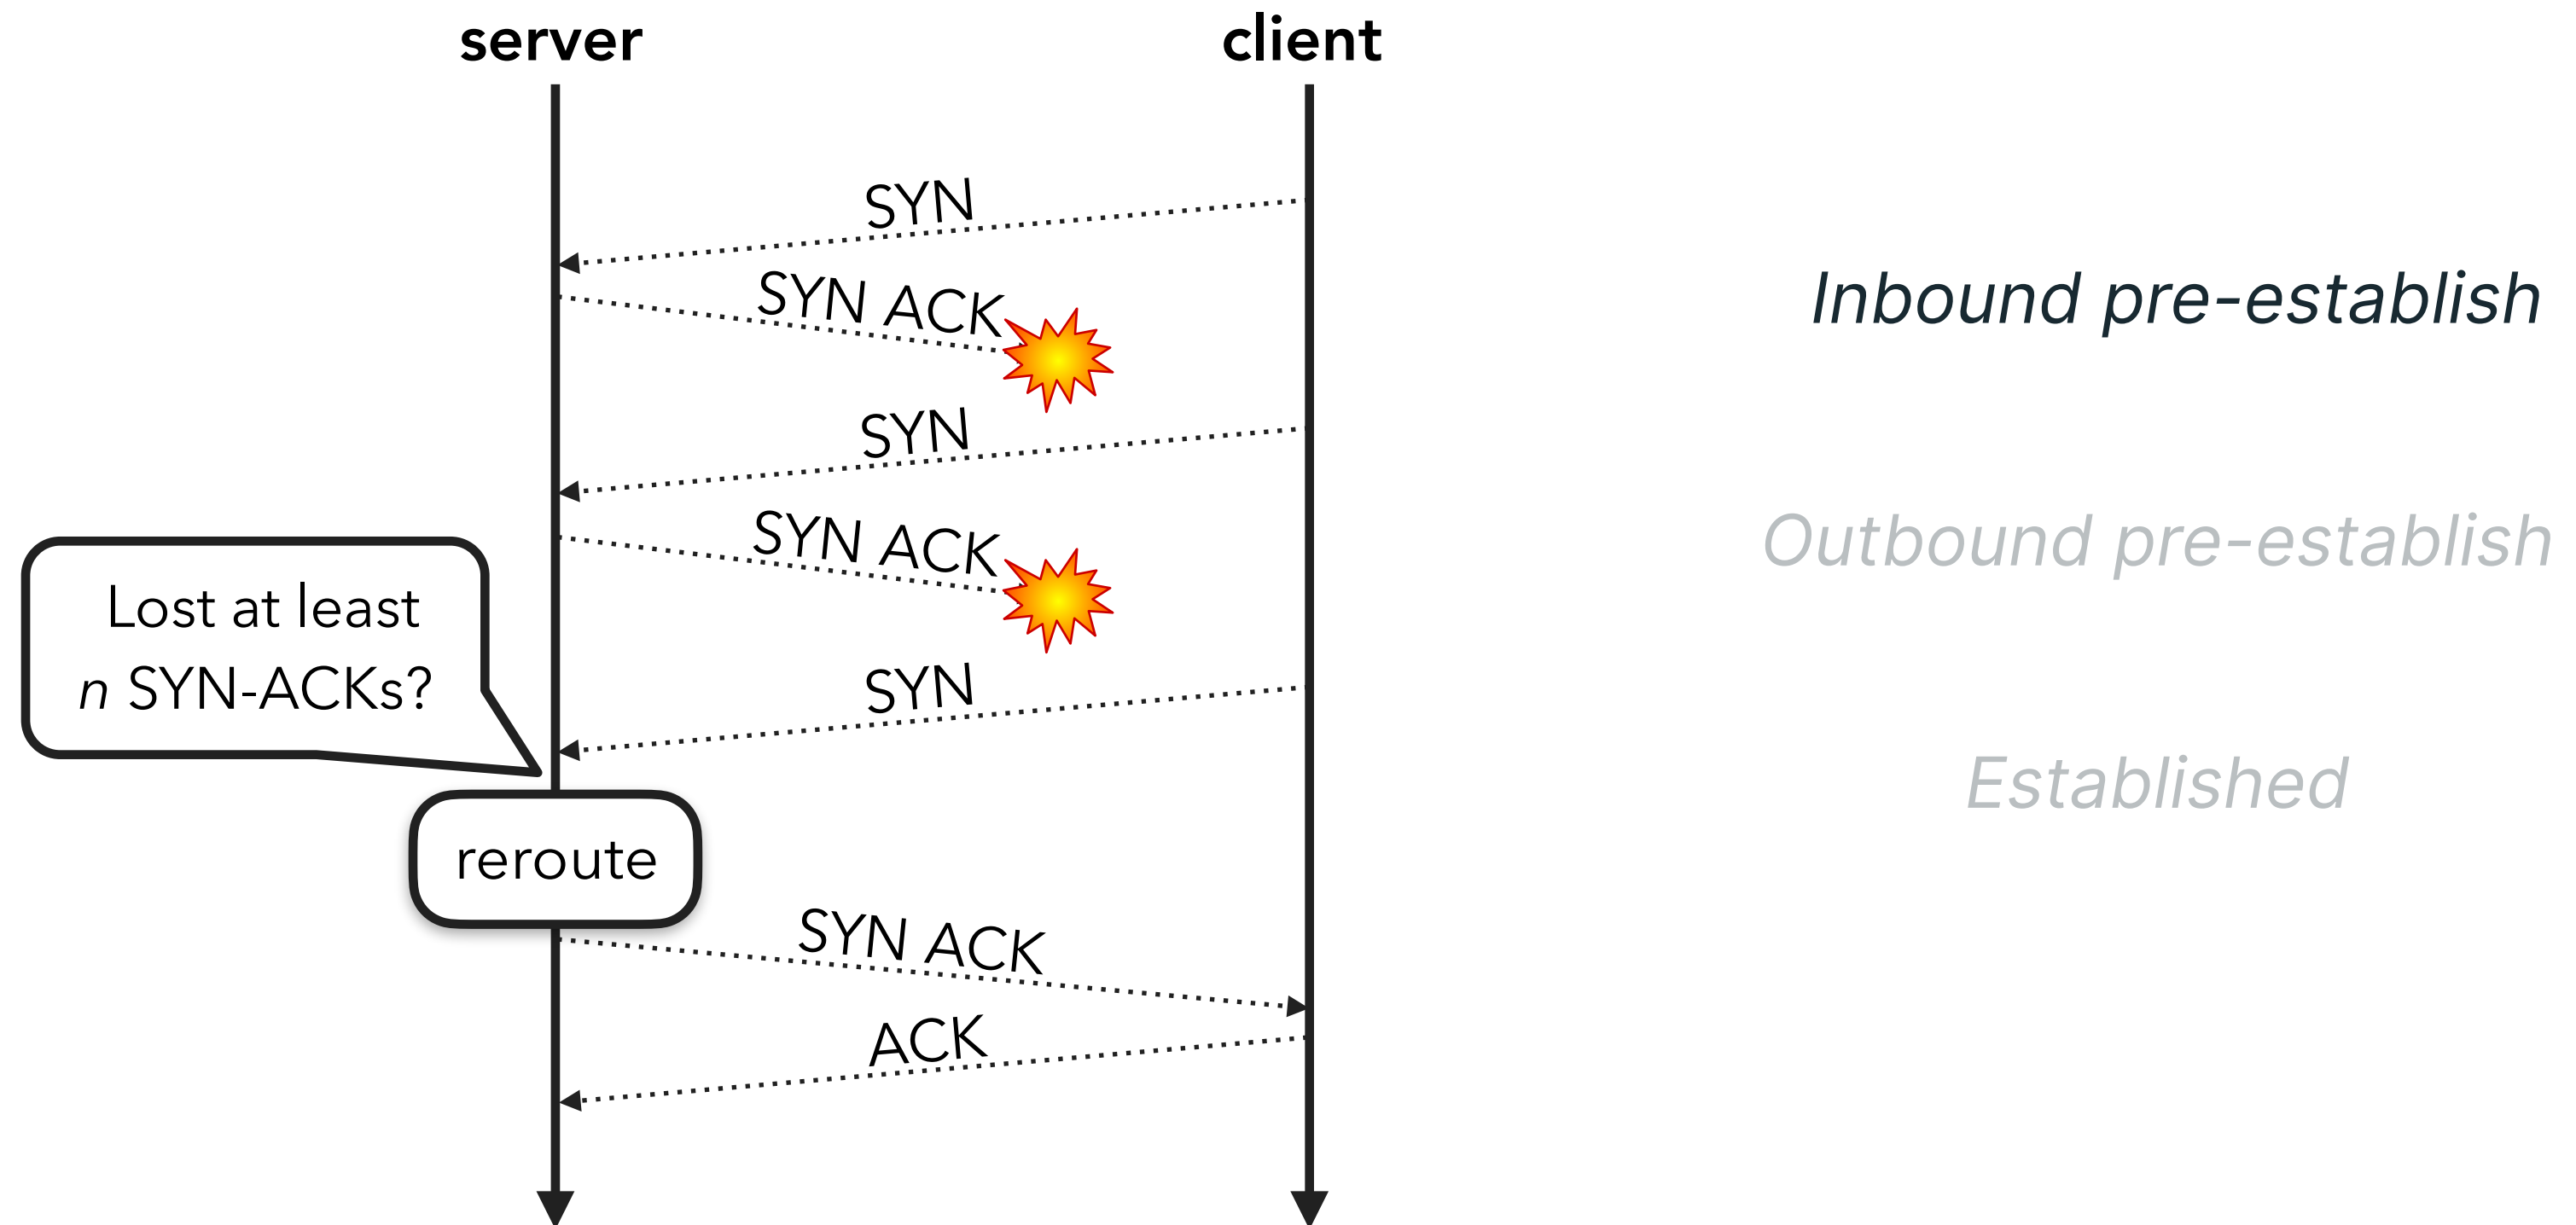 server
client
SYN
SYN ACK
Inbound pre-establish
SYN
SYN ACK
Outbound pre-establish
Lost at least
n SYN-ACKs?
SYN
Established
reroute
SYN ACK
ACK